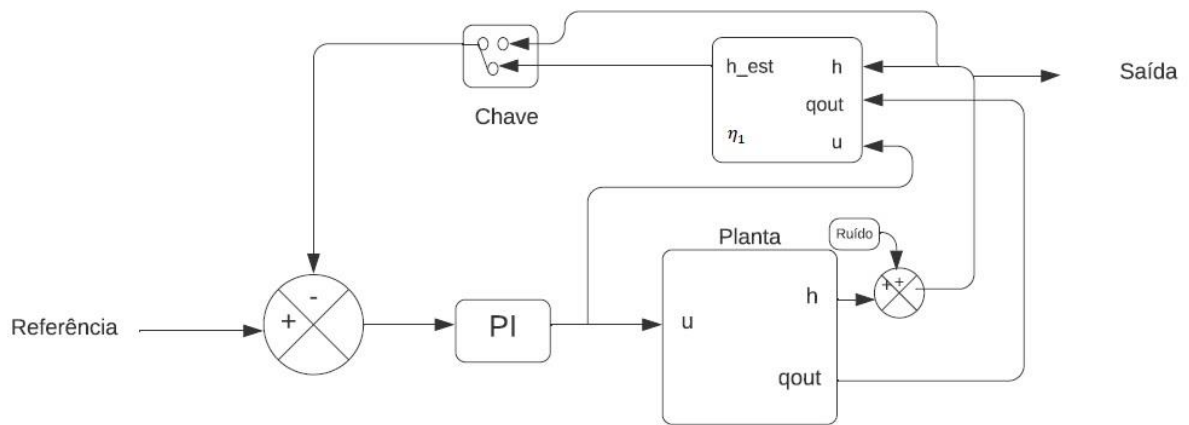 h_est
h
Saída
qout
Chave
η₁
u
Planta
Ruído
-
+ +
h
Referência
+
PI
u
qout